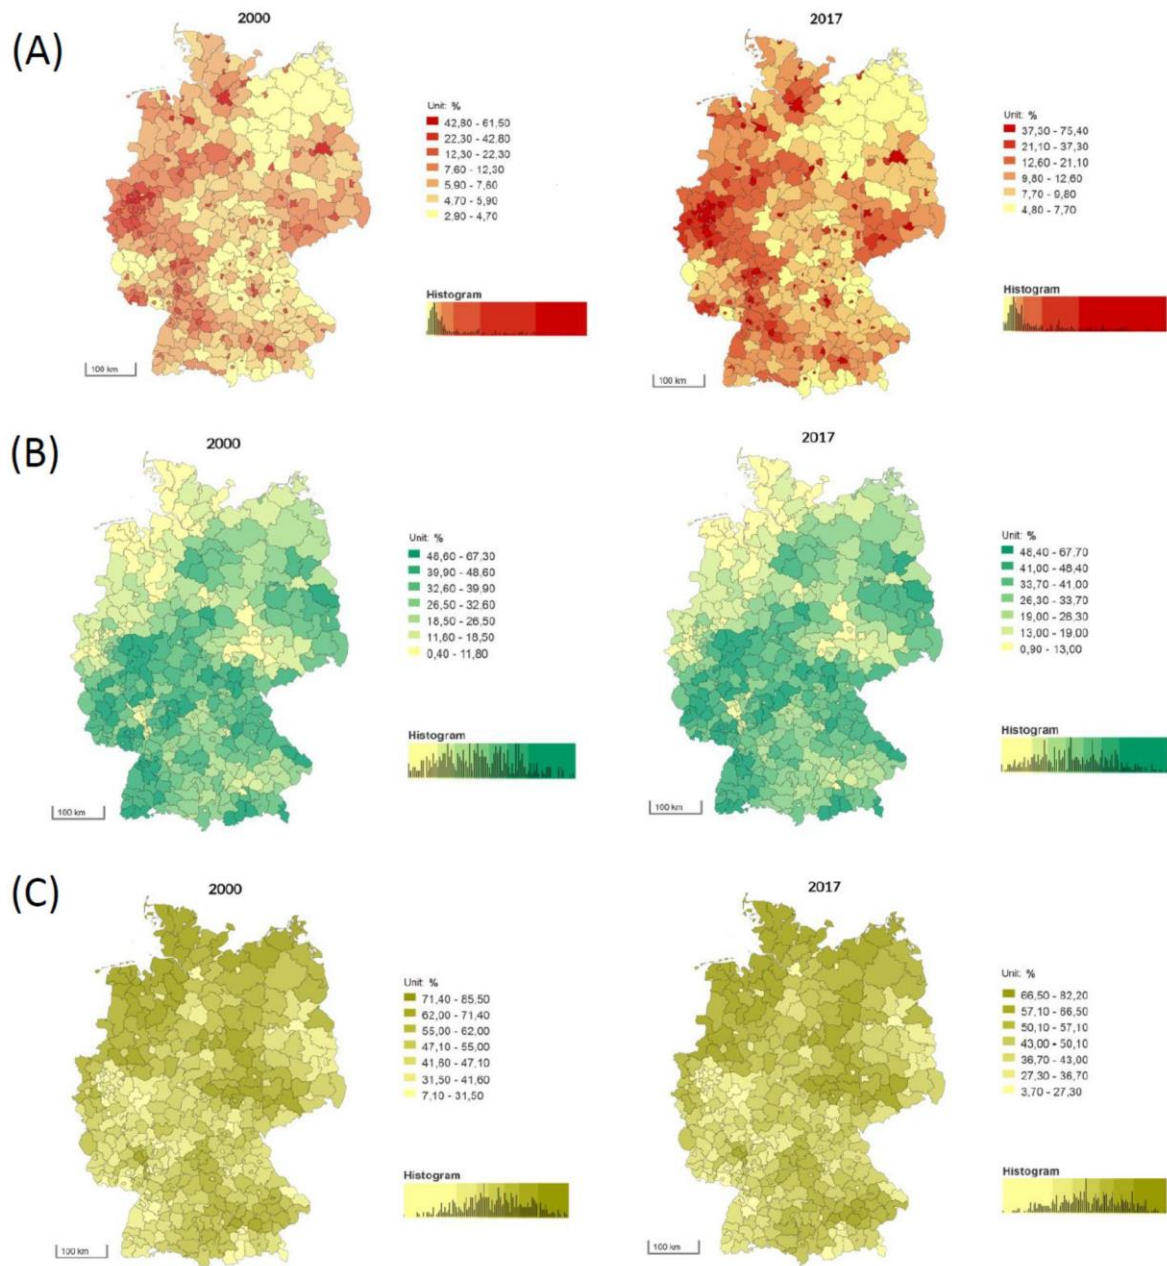 (A)
2000
Unit: %
42,80 - 61,50
22,30 - 42,80
12,30 - 22,30
7,60 - 12,30
5,90 - 7,60
4,70 - 5,90
2,90 - 4,70
Histogram
100 km
2017
Unit: %
37,30 - 75,40
21,10 - 37,30
12,60 - 21,10
9,80 - 12,60
7,70 - 9,80
4,80 - 7,70
Histogram
100 km
(B)
2000
Unit: %
48,60 - 67,30
39,90 - 48,60
32,60 - 39,90
26,50 - 32,60
18,50 - 26,50
11,80 - 18,50
0,40 - 11,80
Histogram
100 km
2017
Unit: %
48,40 - 67,70
41,00 - 48,40
33,70 - 41,00
26,30 - 33,70
19,00 - 26,30
13,00 - 19,00
0,90 - 13,00
Histogram
100 km
(C)
2000
Unit: %
71,40 - 85,50
62,00 - 71,40
55,00 - 62,00
47,10 - 55,00
41,60 - 47,10
31,50 - 41,60
7,10 - 31,50
Histogram
100 km
2017
Unit: %
66,50 - 82,20
57,10 - 66,50
50,10 - 57,10
43,00 - 50,10
36,70 - 43,00
27,30 - 36,70
3,70 - 27,30
Histogram
100 km